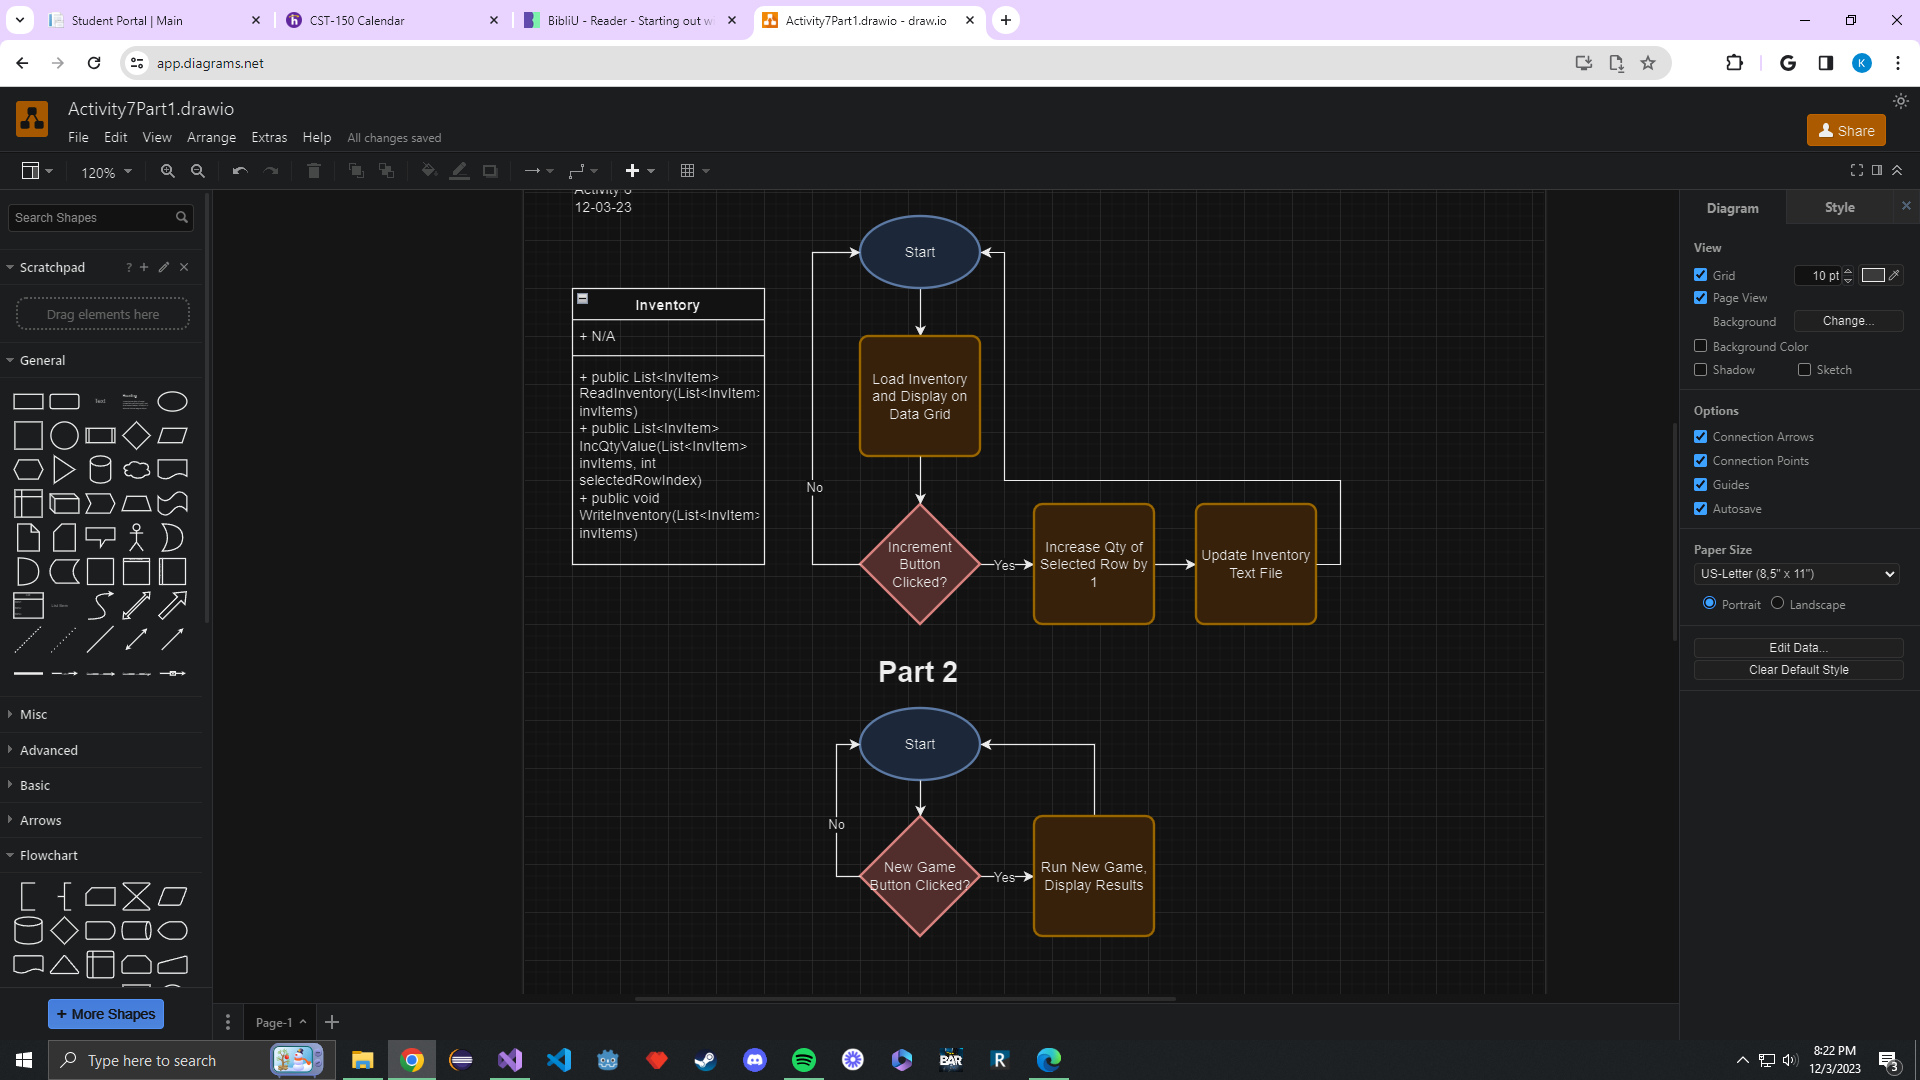 Student Portal | Main
CST-150 Calendar
BibliU - Reader - Starting out w
Activity7Part1.drawio - draw.io
app.diagrams.net
K
Activity7Part1.drawio
File Edit View Arrange Extras Help All changes saved
Share
120%
Search Shapes
Scratchpad
?
Drag elements here
General
Text
Heading
Misc
Advanced
Basic
Arrows
Flowchart
+ More Shapes
12-03-23
Inventory
+ N/A
+ public List<InvItem>
ReadInventory(List<InvItem>
invItems)
+ public List<InvItem>
IncQtyValue(List<InvItem>
invItems, int
selectedRowIndex)
+ public void
WriteInventory(List<InvItem>
invItems)
Start
Load Inventory
and Display on
Data Grid
No
Increment
Button
Clicked?
Yes
Increase Qty of
Selected Row by
1
Update Inventory
Text File
Part 2
Start
No
New Game
Button Clicked?
Yes
Run New Game,
Display Results
Page-1
Diagram
Style
View
Grid
10 pt
Page View
Background
Change...
Background Color
Shadow
Sketch
Options
Connection Arrows
Connection Points
Guides
Autosave
Paper Size
US-Letter (8,5" x 11")
Portrait
Landscape
Edit Data...
Clear Default Style
Type here to search
BAR
R
8:22 PM
12/3/2023
3